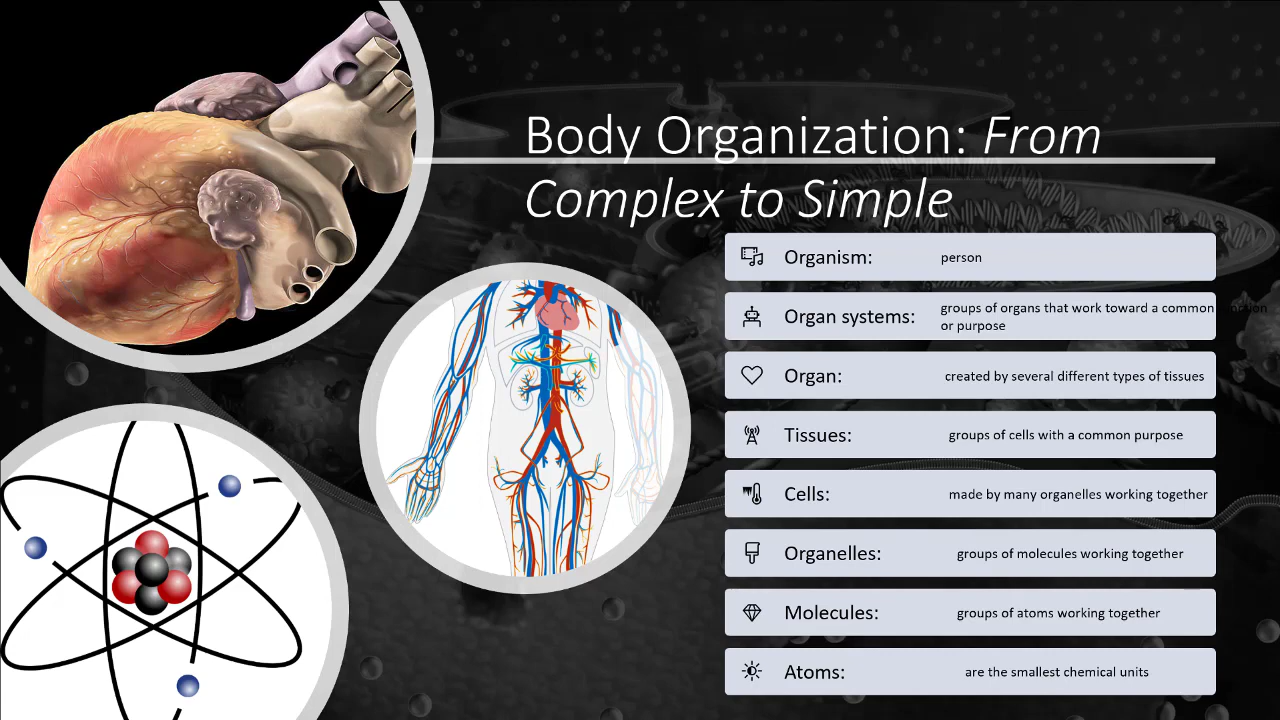 Body Organization: From
Complex to Simple
Organism: person
Organ systems: groups of organs that work toward a common function
or purpose
Organ: created by several different types of tissues
Tissues: groups of cells with a common purpose
Cells: made by many organelles working together
Organelles: groups of molecules working together
Molecules: groups of atoms working together
Atoms: are the smallest chemical units